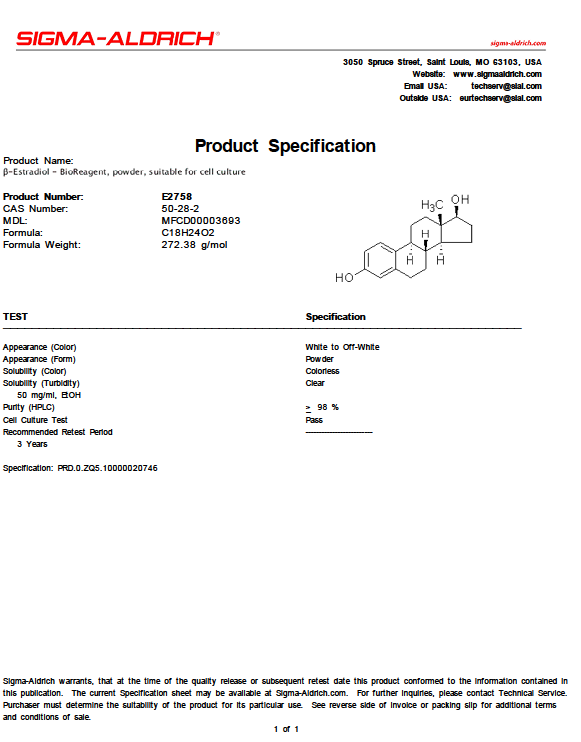 SIGMA-ALDRICH®
sigma-aldrich.com
3050 Spruce Street, Saint Louis, MO 63103, USA
Website: www.sigmaaldrich.com
Email USA: techserv@sial.com
Outside USA: eurtechserv@sial.com
Product Specification
Product Name:
β-Estradiol – BioReagent, powder, suitable for cell culture
Product Number: E2758
CAS Number: 50-28-2
MDL: MFCD00003693
Formula: C18H24O2
Formula Weight: 272.38 g/mol
H3C OH
H
H H
HO
TEST Specification
Appearance (Color) White to Off-White
Appearance (Form) Powder
Solubility (Color) Colorless
Solubility (Turbidity) Clear
50 mg/ml, EtOH
Purity (HPLC) ≥ 98 %
Cell Culture Test Pass
Recommended Retest Period -------------------------
3 Years
Specification: PRD.0.ZQ5.10000020746
Sigma-Aldrich warrants, that at the time of the quality release or subsequent retest date this product conformed to the information contained in
this publication. The current Specification sheet may be available at Sigma-Aldrich.com. For further inquiries, please contact Technical Service.
Purchaser must determine the suitability of the product for its particular use. See reverse side of invoice or packing slip for additional terms
and conditions of sale.
1 of 1